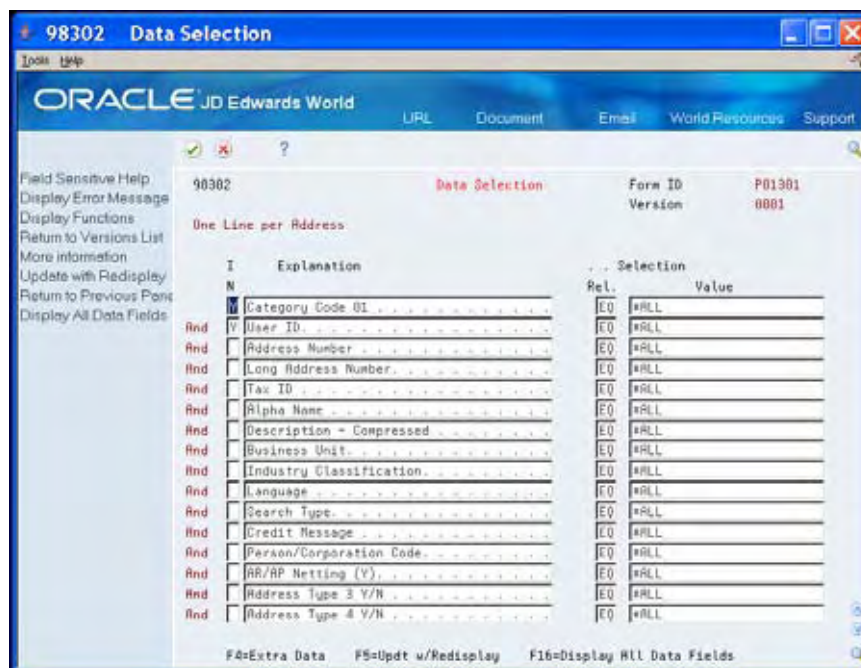 98302 Data Selection
Tools Help
ORACLE JD Edwards World
URL Document Email World Resources Support
?
Field Sensitive Help
Display Error Message
Display Functions
Return to Versions List
More information
Update with Redisplay
Return to Previous Pane
Display All Data Fields
98302 Data Selection Form ID P01301
Version 0001
One Line per Address
I Explanation . . Selection
N Rel. Value
Y Category Code 01 . . . . . . . . . . . . EQ *ALL
And Y User ID. . . . . . . . . . . . . . . . . EQ *ALL
And Address Number . . . . . . . . . . . . . EQ *ALL
And Long Address Number. . . . . . . . . . . EQ *ALL
And Tax ID . . . . . . . . . . . . . . . . . EQ *ALL
And Alpha Name . . . . . . . . . . . . . . . EQ *ALL
And Description - Compressed . . . . . . . . EQ *ALL
And Business Unit. . . . . . . . . . . . . . EQ *ALL
And Industry Classification. . . . . . . . . EQ *ALL
And Language . . . . . . . . . . . . . . . . EQ *ALL
And Search Type. . . . . . . . . . . . . . . EQ *ALL
And Credit Message . . . . . . . . . . . . . EQ *ALL
And Person/Corporation Code. . . . . . . . . EQ *ALL
And AR/AP Netting (Y). . . . . . . . . . . . EQ *ALL
And Address Type 3 Y/N . . . . . . . . . . . EQ *ALL
And Address Type 4 Y/N . . . . . . . . . . . EQ *ALL
F4=Extra Data F5=Updt w/Redisplay F16=Display All Data Fields